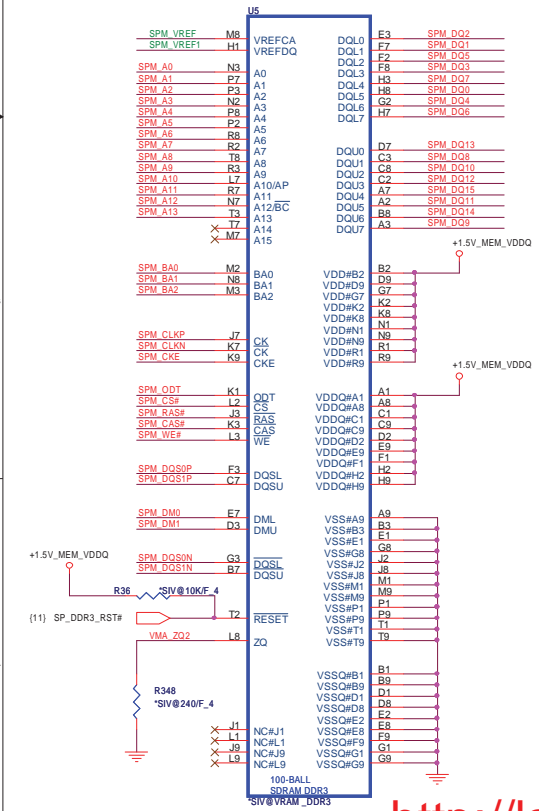 U5
SPM_VREF M8 VREFCA DQL0 E3 SPM_DQ2
SPM_VREF1 H1 VREFDQ DQL1 F7 SPM_DQ1
DQL2 F2 SPM_DQ5
SPM_A0 N3 A0 DQL3 F8 SPM_DQ3
SPM_A1 P7 A1 DQL4 H3 SPM_DQ7
SPM_A2 P3 A2 DQL5 H8 SPM_DQ0
SPM_A3 N2 A3 DQL6 G2 SPM_DQ4
SPM_A4 P8 A4 DQL7 H7 SPM_DQ6
SPM_A5 P2 A5
SPM_A6 R8 A6
SPM_A7 R2 A7 DQU0 D7 SPM_DQ13
SPM_A8 T8 A8 DQU1 C3 SPM_DQ8
SPM_A9 R3 A9 DQU2 C8 SPM_DQ10
SPM_A10 L7 A10/AP DQU3 C2 SPM_DQ12
SPM_A11 R7 A11 DQU4 A7 SPM_DQ15
SPM_A12 N7 A12/BC DQU5 A2 SPM_DQ11
SPM_A13 T3 A13 DQU6 B8 SPM_DQ14
T7 A14 DQU7 A3 SPM_DQ9
M7 A15
+1.5V_MEM_VDDQ
SPM_BA0 M2 BA0 VDD#B2 B2
SPM_BA1 N8 BA1 VDD#D9 D9
SPM_BA2 M3 BA2 VDD#G7 G7
VDD#K2 K2
VDD#K8 K8
VDD#N1 N1
SPM_CLKP J7 CK VDD#N9 N9
SPM_CLKN K7 CK VDD#R1 R1
SPM_CKE K9 CKE VDD#R9 R9
+1.5V_MEM_VDDQ
SPM_ODT K1 ODT VDDQ#A1 A1
SPM_CS# L2 CS VDDQ#A8 A8
SPM_RAS# J3 RAS VDDQ#C1 C1
SPM_CAS# K3 CAS VDDQ#C9 C9
SPM_WE# L3 WE VDDQ#D2 D2
VDDQ#E9 E9
VDDQ#F1 F1
SPM_DQS0P F3 DQSL VDDQ#H2 H2
SPM_DQS1P C7 DQSU VDDQ#H9 H9
SPM_DM0 E7 DML VSS#A9 A9
SPM_DM1 D3 DMU VSS#B3 B3
VSS#E1 E1
VSS#G8 G8
SPM_DQS0N G3 DQSL VSS#J2 J2
SPM_DQS1N B7 DQSU VSS#J8 J8
+1.5V_MEM_VDDQ
VSS#M1 M1
R36 *SIV@10K/F_4 VSS#M9 M9
VSS#P1 P1
{11} SP_DDR3_RST# T2 RESET VSS#P9 P9
VSS#T1 T1
VMA_ZQ2 L8 ZQ VSS#T9 T9
VSSQ#B1 B1
VSSQ#B9 B9
R348 VSSQ#D1 D1
*SIV@240/F_4 VSSQ#D8 D8
VSSQ#E2 E2
J1 NC#J1 VSSQ#E8 E8
L1 NC#L1 VSSQ#F9 F9
J9 NC#J9 VSSQ#G1 G1
L9 NC#L9 VSSQ#G9 G9
100-BALL
SDRAM DDR3
*SIV@VRAM _DDR3